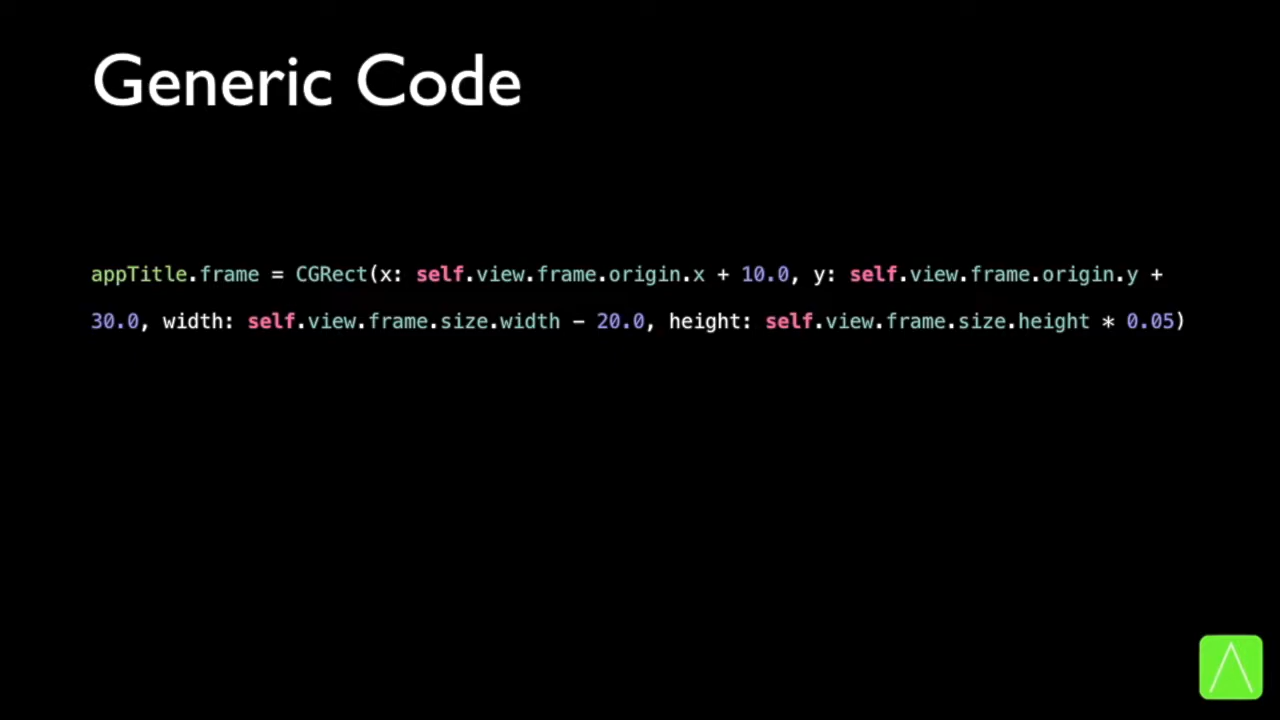 Generic Code
appTitle.frame = CGRect(x: self.view.frame.origin.x + 10.0, y: self.view.frame.origin.y +
30.0, width: self.view.frame.size.width - 20.0, height: self.view.frame.size.height * 0.05)